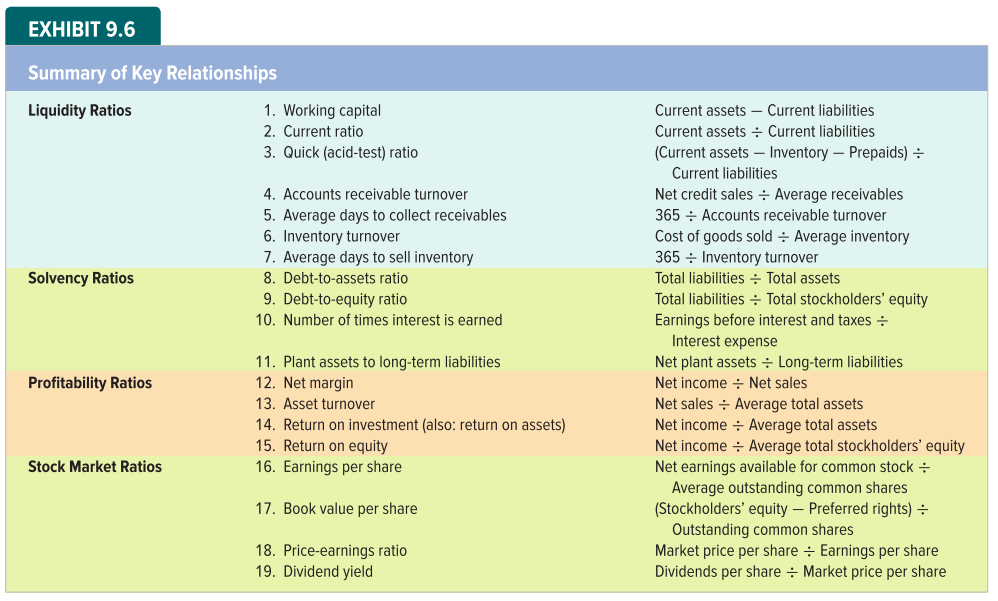 EXHIBIT 9.6
Summary of Key Relationships
Liquidity Ratios 1. Working capital Current assets — Current liabilities
2. Current ratio Current assets ÷ Current liabilities
3. Quick (acid-test) ratio (Current assets — Inventory — Prepaids) ÷
Current liabilities
4. Accounts receivable turnover Net credit sales ÷ Average receivables
5. Average days to collect receivables 365 ÷ Accounts receivable turnover
6. Inventory turnover Cost of goods sold ÷ Average inventory
7. Average days to sell inventory 365 ÷ Inventory turnover
Solvency Ratios 8. Debt-to-assets ratio Total liabilities ÷ Total assets
9. Debt-to-equity ratio Total liabilities ÷ Total stockholders’ equity
10. Number of times interest is earned Earnings before interest and taxes ÷
Interest expense
11. Plant assets to long-term liabilities Net plant assets ÷ Long-term liabilities
Profitability Ratios 12. Net margin Net income ÷ Net sales
13. Asset turnover Net sales ÷ Average total assets
14. Return on investment (also: return on assets) Net income ÷ Average total assets
15. Return on equity Net income ÷ Average total stockholders’ equity
Stock Market Ratios 16. Earnings per share Net earnings available for common stock ÷
Average outstanding common shares
17. Book value per share (Stockholders’ equity — Preferred rights) ÷
Outstanding common shares
18. Price-earnings ratio Market price per share ÷ Earnings per share
19. Dividend yield Dividends per share ÷ Market price per share